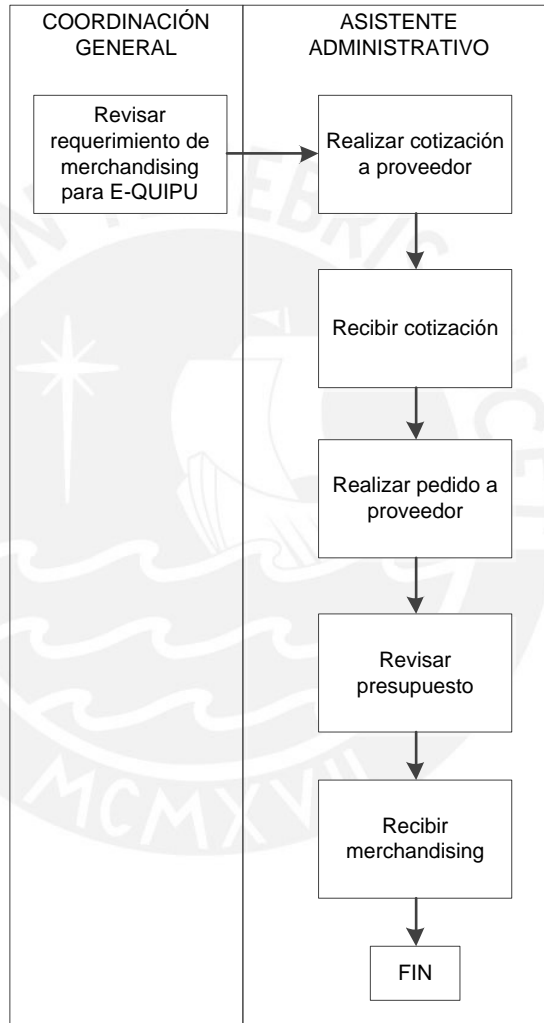 COORDINACIÓN
GENERAL
ASISTENTE
ADMINISTRATIVO
Revisar
requerimiento de
merchandising
para E-QUIPU
Realizar cotización
a proveedor
Recibir cotización
Realizar pedido a
proveedor
Revisar
presupuesto
Recibir
merchandising
FIN
MCMXVII